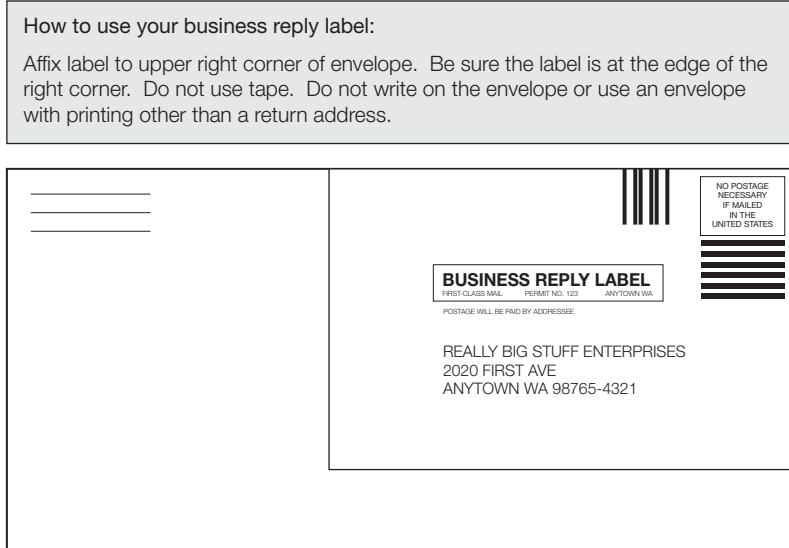 How to use your business reply label:
Affix label to upper right corner of envelope.  Be sure the label is at the edge of the
right corner.  Do not use tape.  Do not write on the envelope or use an envelope
with printing other than a return address.
NO POSTAGE
NECESSARY
IF MAILED
IN THE
UNITED STATES
BUSINESS REPLY LABEL
FIRST-CLASS MAIL PERMIT NO. 123 ANYTOWN WA
POSTAGE WILL BE PAID BY ADDRESSEE
REALLY BIG STUFF ENTERPRISES
2020 FIRST AVE
ANYTOWN WA 98765-4321